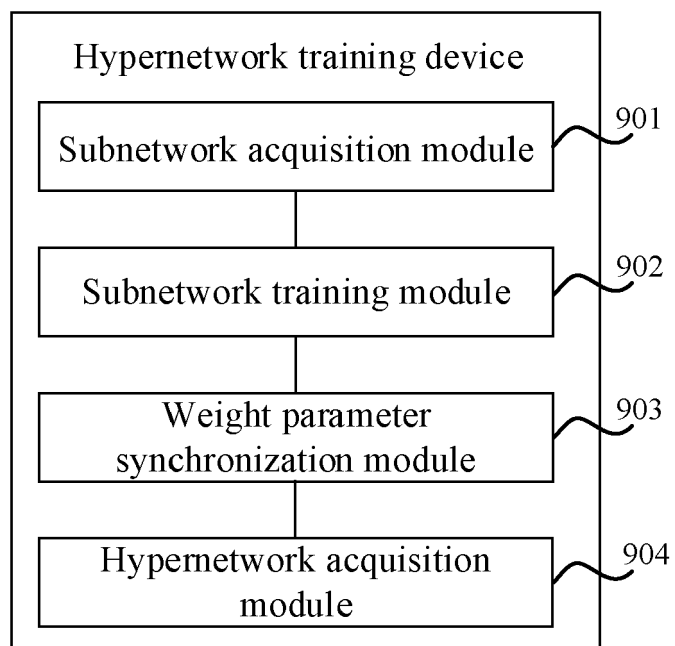 Hypernetwork training device
Subnetwork acquisition module
901
Subnetwork training module
902
Weight parameter
synchronization module
903
Hypernetwork acquisition
module
904